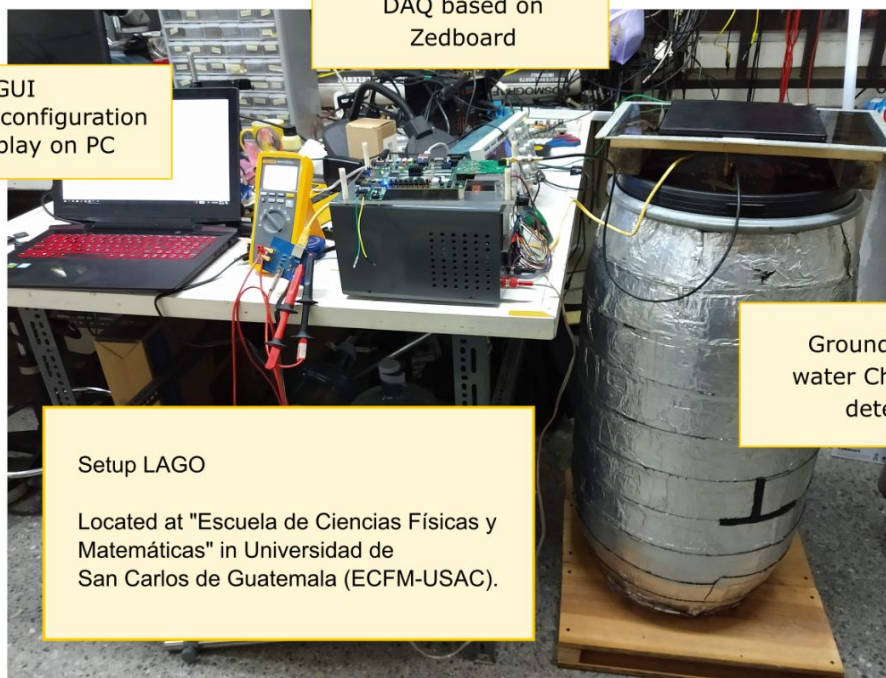 DAQ based on
Zedboard
GUI
configuration
play on PC
Ground
water Ch
dete
Setup LAGO
Located at "Escuela de Ciencias Físicas y
Matemáticas" in Universidad de
San Carlos de Guatemala (ECFM-USAC).